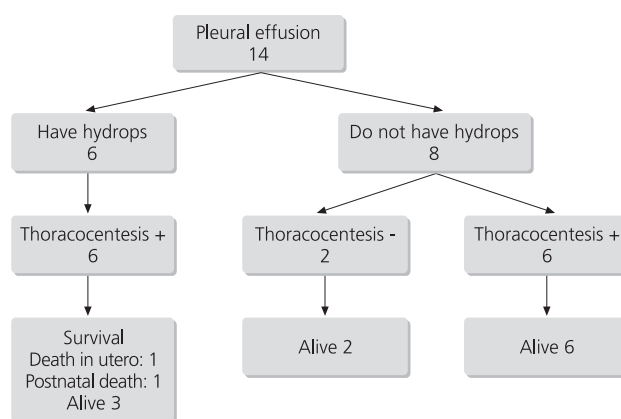 Pleural effusion
14
Have hydrops
6
Do not have hydrops
8
Thoracocentesis +
6
Thoracocentesis -
2
Thoracocentesis +
6
Survival
Death in utero: 1
Postnatal death: 1
Alive 3
Alive 2
Alive 6